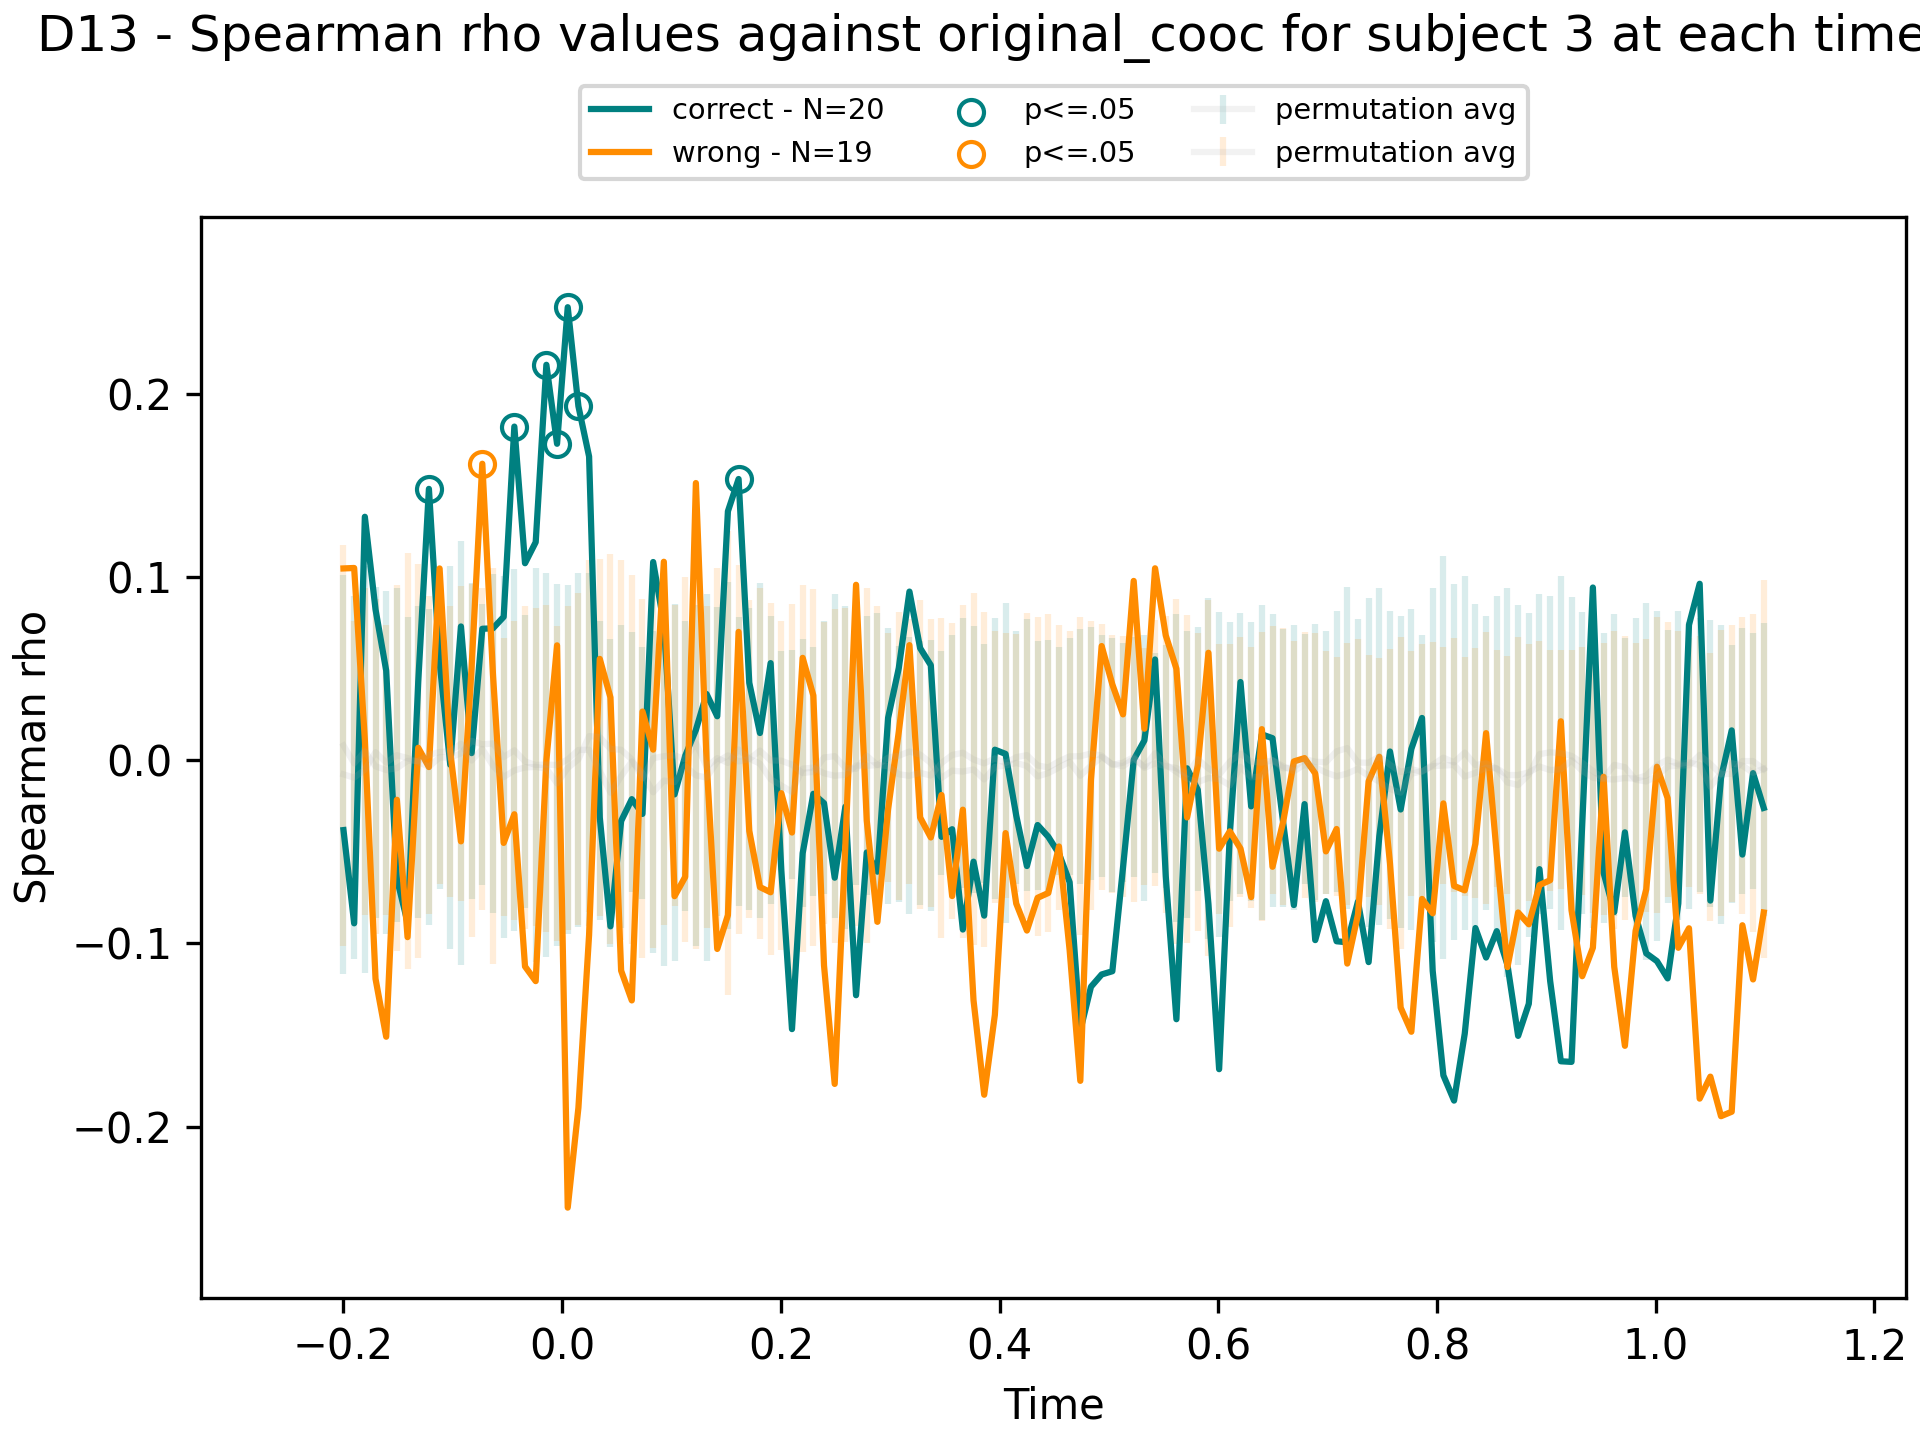 D13 - Spearman rho values against original_cooc for subject 3 at each time
correct - N=20
wrong - N=19
p<=.05
p<=.05
permutation avg
permutation avg
Spearman rho
0.2
0.1
0.0
−0.1
−0.2
−0.2 0.0 0.2 0.4 0.6 0.8 1.0 1.2
Time